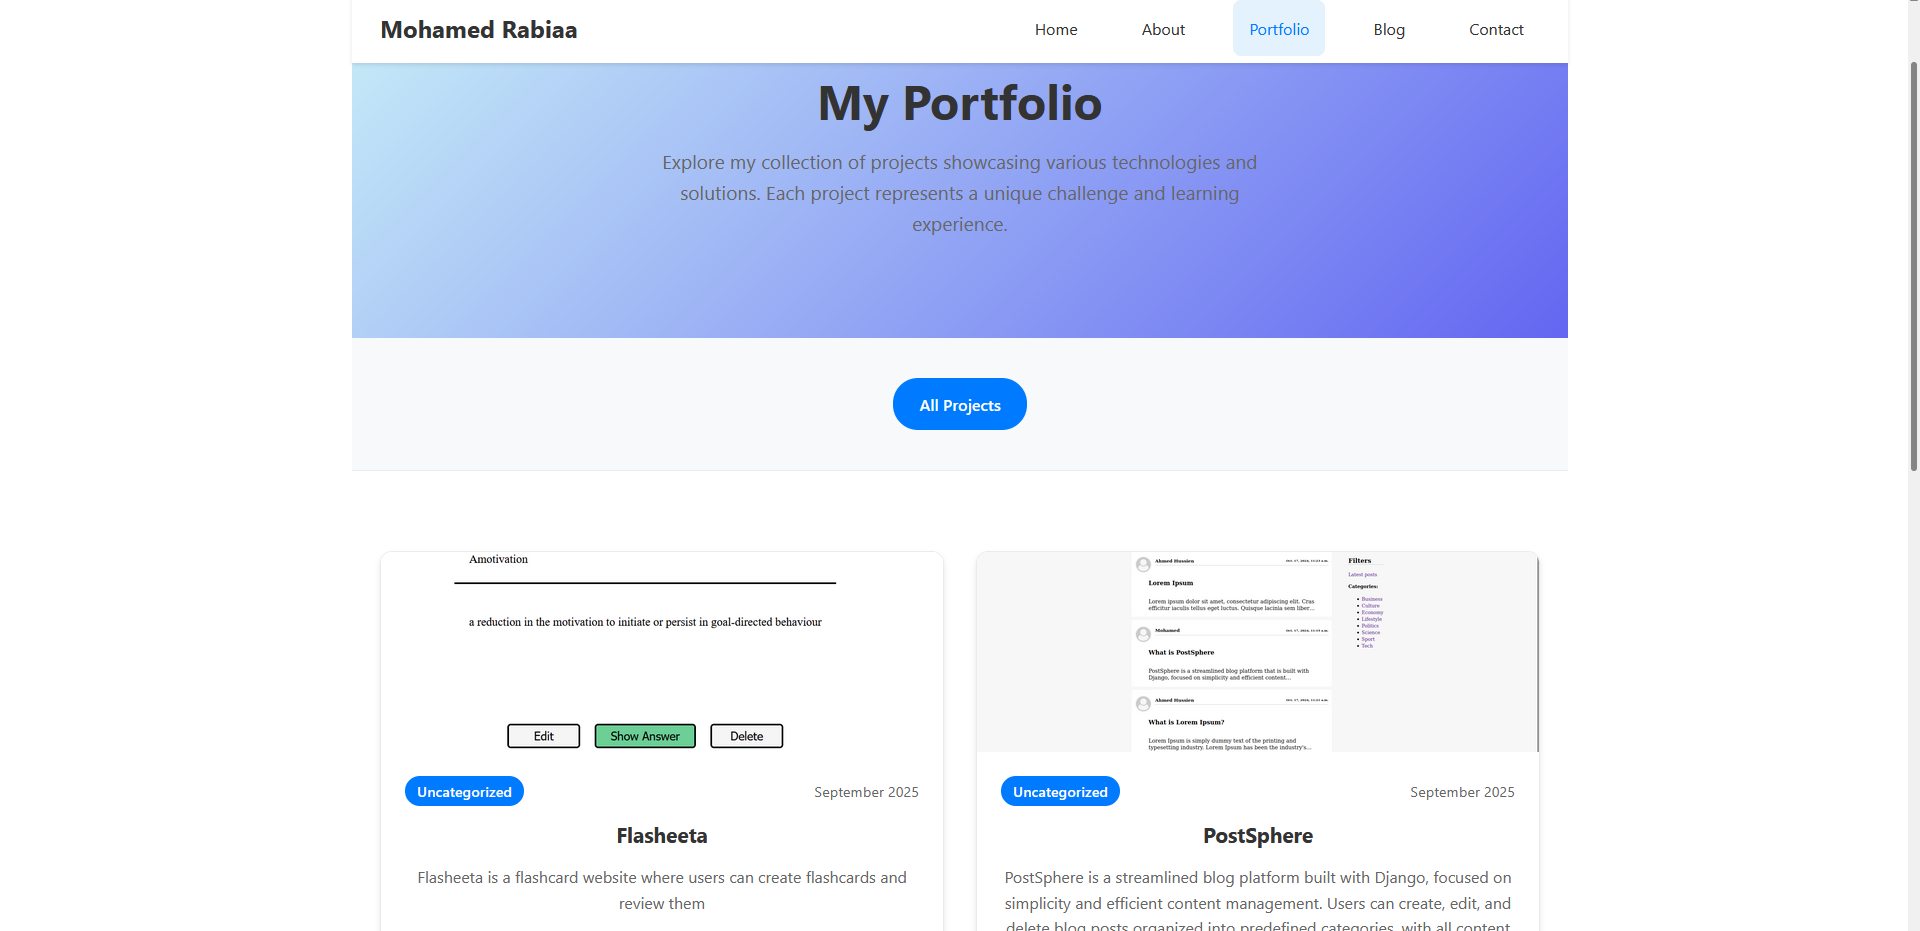 Mohamed Rabiaa
Home
About
Portfolio
Blog
Contact
My Portfolio
Explore my collection of projects showcasing various technologies and
solutions. Each project represents a unique challenge and learning
experience.
All Projects
Amotivation
a reduction in the motivation to initiate or persist in goal-directed behaviour
Edit
Show Answer
Delete
Uncategorized
September 2025
Flasheeta
Flasheeta is a flashcard website where users can create flashcards and
review them
Ahmed Hussien
Lorem Ipsum
Lorem ipsum dolor sit amet, consectetur adipiscing elit. Cras
efficitur iaculis tellus eget luctus. Quisque lacinia sem liber...
Mohamed
What is PostSphere
PostSphere is a streamlined blog platform that is built with
Django, focused on simplicity and efficient content...
Ahmed Hussien
What is Lorem Ipsum?
Lorem Ipsum is simply dummy text of the printing and
typesetting industry. Lorem Ipsum has been the industry's...
Filters
Latest posts
Categories:
Business
Culture
Economy
Lifestyle
Politics
Science
Sport
Tech
Uncategorized
September 2025
PostSphere
PostSphere is a streamlined blog platform built with Django, focused on
simplicity and efficient content management. Users can create, edit, and
delete blog posts organized into predefined categories, with all content